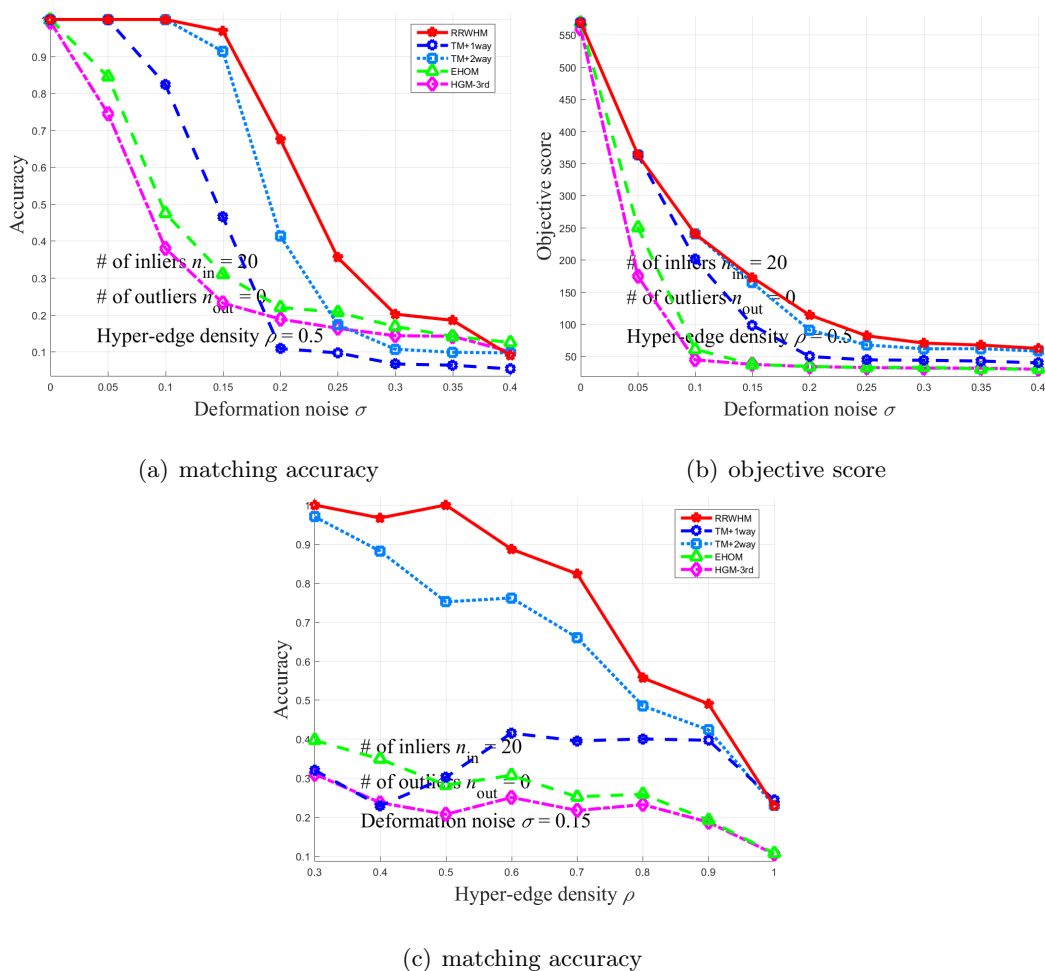 1
0.9
0.8
0.7
0.6
0.5
0.4
0.3
0.2
0.1
Accuracy
RRWHM
TM+1way
TM+2way
EHOM
HGM-3rd
# of inliers n_in = 20
# of outliers n_out = 0
Hyper-edge density ρ = 0.5
0 0.05 0.1 0.15 0.2 0.25 0.3 0.35 0.4
Deformation noise σ
(a) matching accuracy
550
500
450
400
350
300
250
200
150
100
50
Objective score
# of inliers n_in = 20
# of outliers n_out = 0
Hyper-edge density ρ = 0.5
0 0.05 0.1 0.15 0.2 0.25 0.3 0.35 0.4
Deformation noise σ
(b) objective score
1
0.9
0.8
0.7
0.6
0.5
0.4
0.3
0.2
0.1
Accuracy
RRWHM
TM+1way
TM+2way
EHOM
HGM-3rd
# of inliers n_in = 20
# of outliers n_out = 0
Deformation noise σ = 0.15
0.3 0.4 0.5 0.6 0.7 0.8 0.9 1
Hyper-edge density ρ
(c) matching accuracy